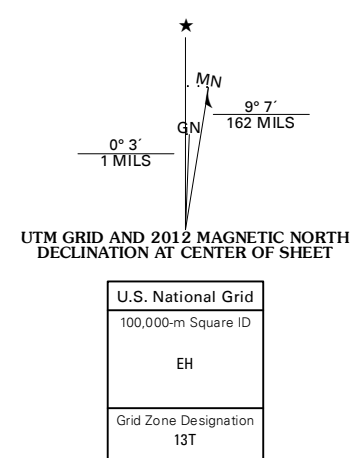 ★
MN
GN
9° 7´
162 MILS
0° 3´
1 MILS
UTM GRID AND 2012 MAGNETIC NORTH
DECLINATION AT CENTER OF SHEET
U.S. National Grid
100,000-m Square ID
EH
Grid Zone Designation
13T